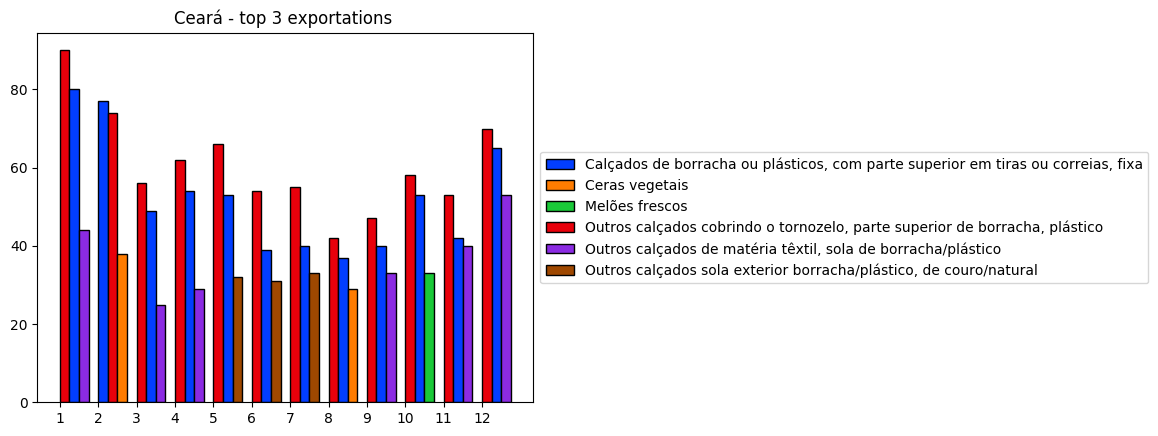 Ceará - top 3 exportations
80
60
40
20
0
1 2 3 4 5 6 7 8 9 10 11 12
Calçados de borracha ou plásticos, com parte superior em tiras ou correias, fixa
Ceras vegetais
Melões frescos
Outros calçados cobrindo o tornozelo, parte superior de borracha, plástico
Outros calçados de matéria têxtil, sola de borracha/plástico
Outros calçados sola exterior borracha/plástico, de couro/natural